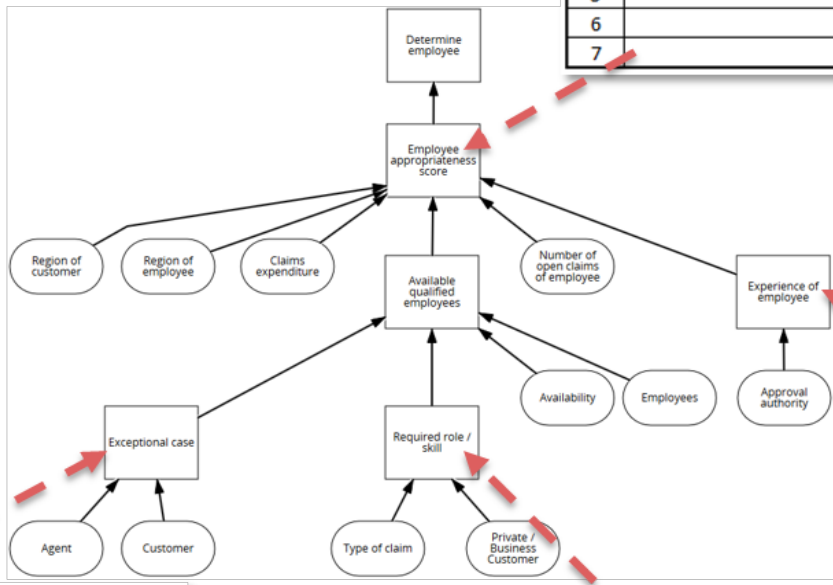 6
7
Determine
employee
Employee
appropriateness
score
Region of
customer
Region of
employee
Claims
expenditure
Number of
open claims
of employee
Available
qualified
employees
Experience of
employee
Availability
Employees
Approval
authority
Exceptional case
Required role /
skill
Agent
Customer
Type of claim
Private /
Business
Customer